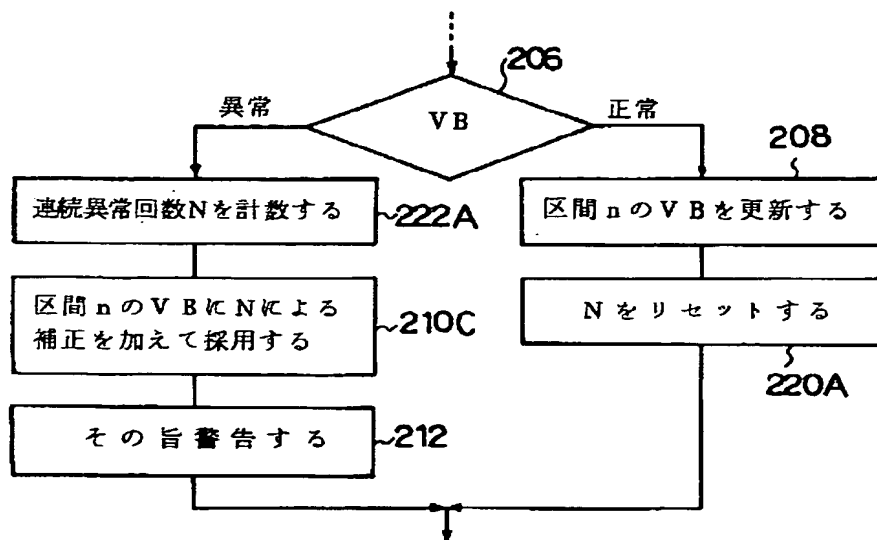 206
VB
異常
正常
208
連続異常回数Nを計数する
222A
区間nのVBを更新する
区間nのVBにNによる
補正を加えて採用する
210C
Nをリセットする
220A
その旨警告する
212